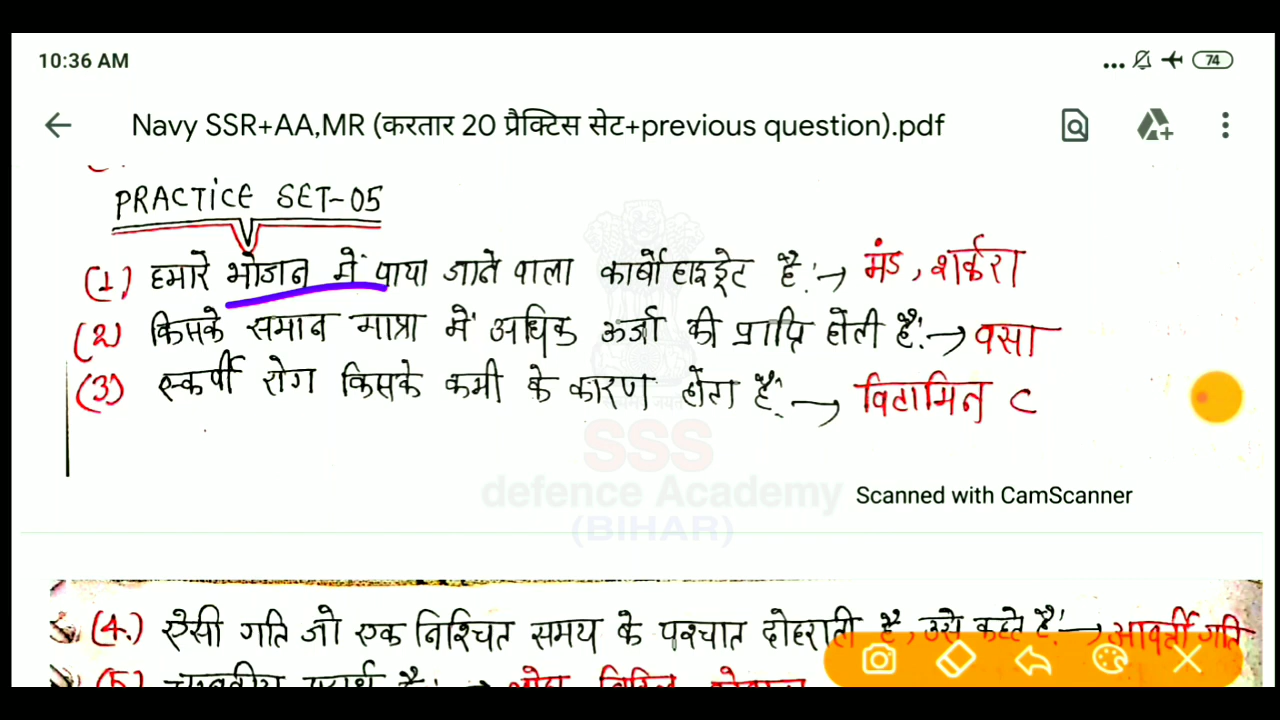 10:36 AM
74
Navy SSR+AA,MR (करतार 20 प्रैक्टिस सेट+previous question).pdf
PRACTICE SET-05
(1) हमारे भोजन में पाया जाने वाला कार्बोहाइड्रेट है:→ मंड, शर्करा
(2) किसके समान मात्रा में अधिक ऊर्जा की प्राप्ति होती है:→ वसा
(3) स्कर्वी रोग किसके कमी के कारण होता है:→ विटामिन C
SSS
defence Academy
(BIHAR)
Scanned with CamScanner
(4.) ऐसी गति जो एक निश्चित समय के पश्चात दोहराती है, उसे कहते है:→ आवर्ती गति
(5)